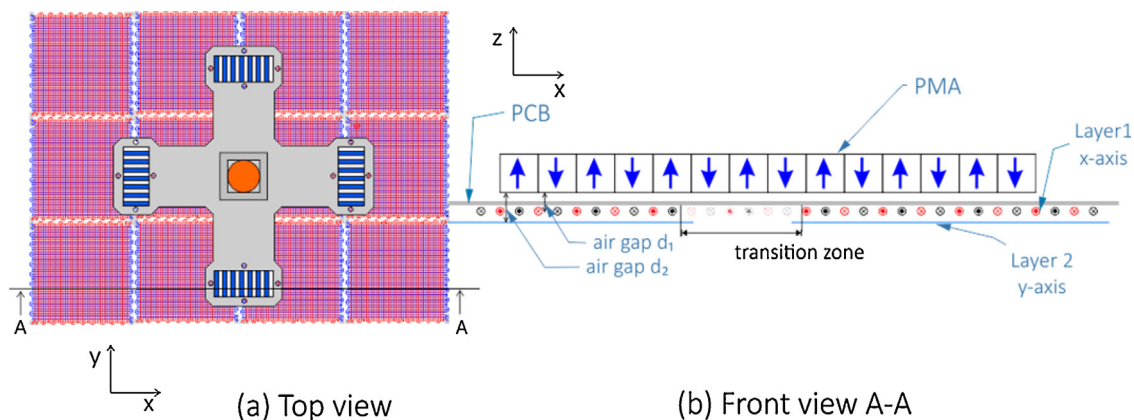 A
A
y
x
(a) Top view
z
x
PMA
PCB
Layer1
x-axis
air gap d₁
air gap d₂
transition zone
Layer 2
y-axis
(b) Front view A-A